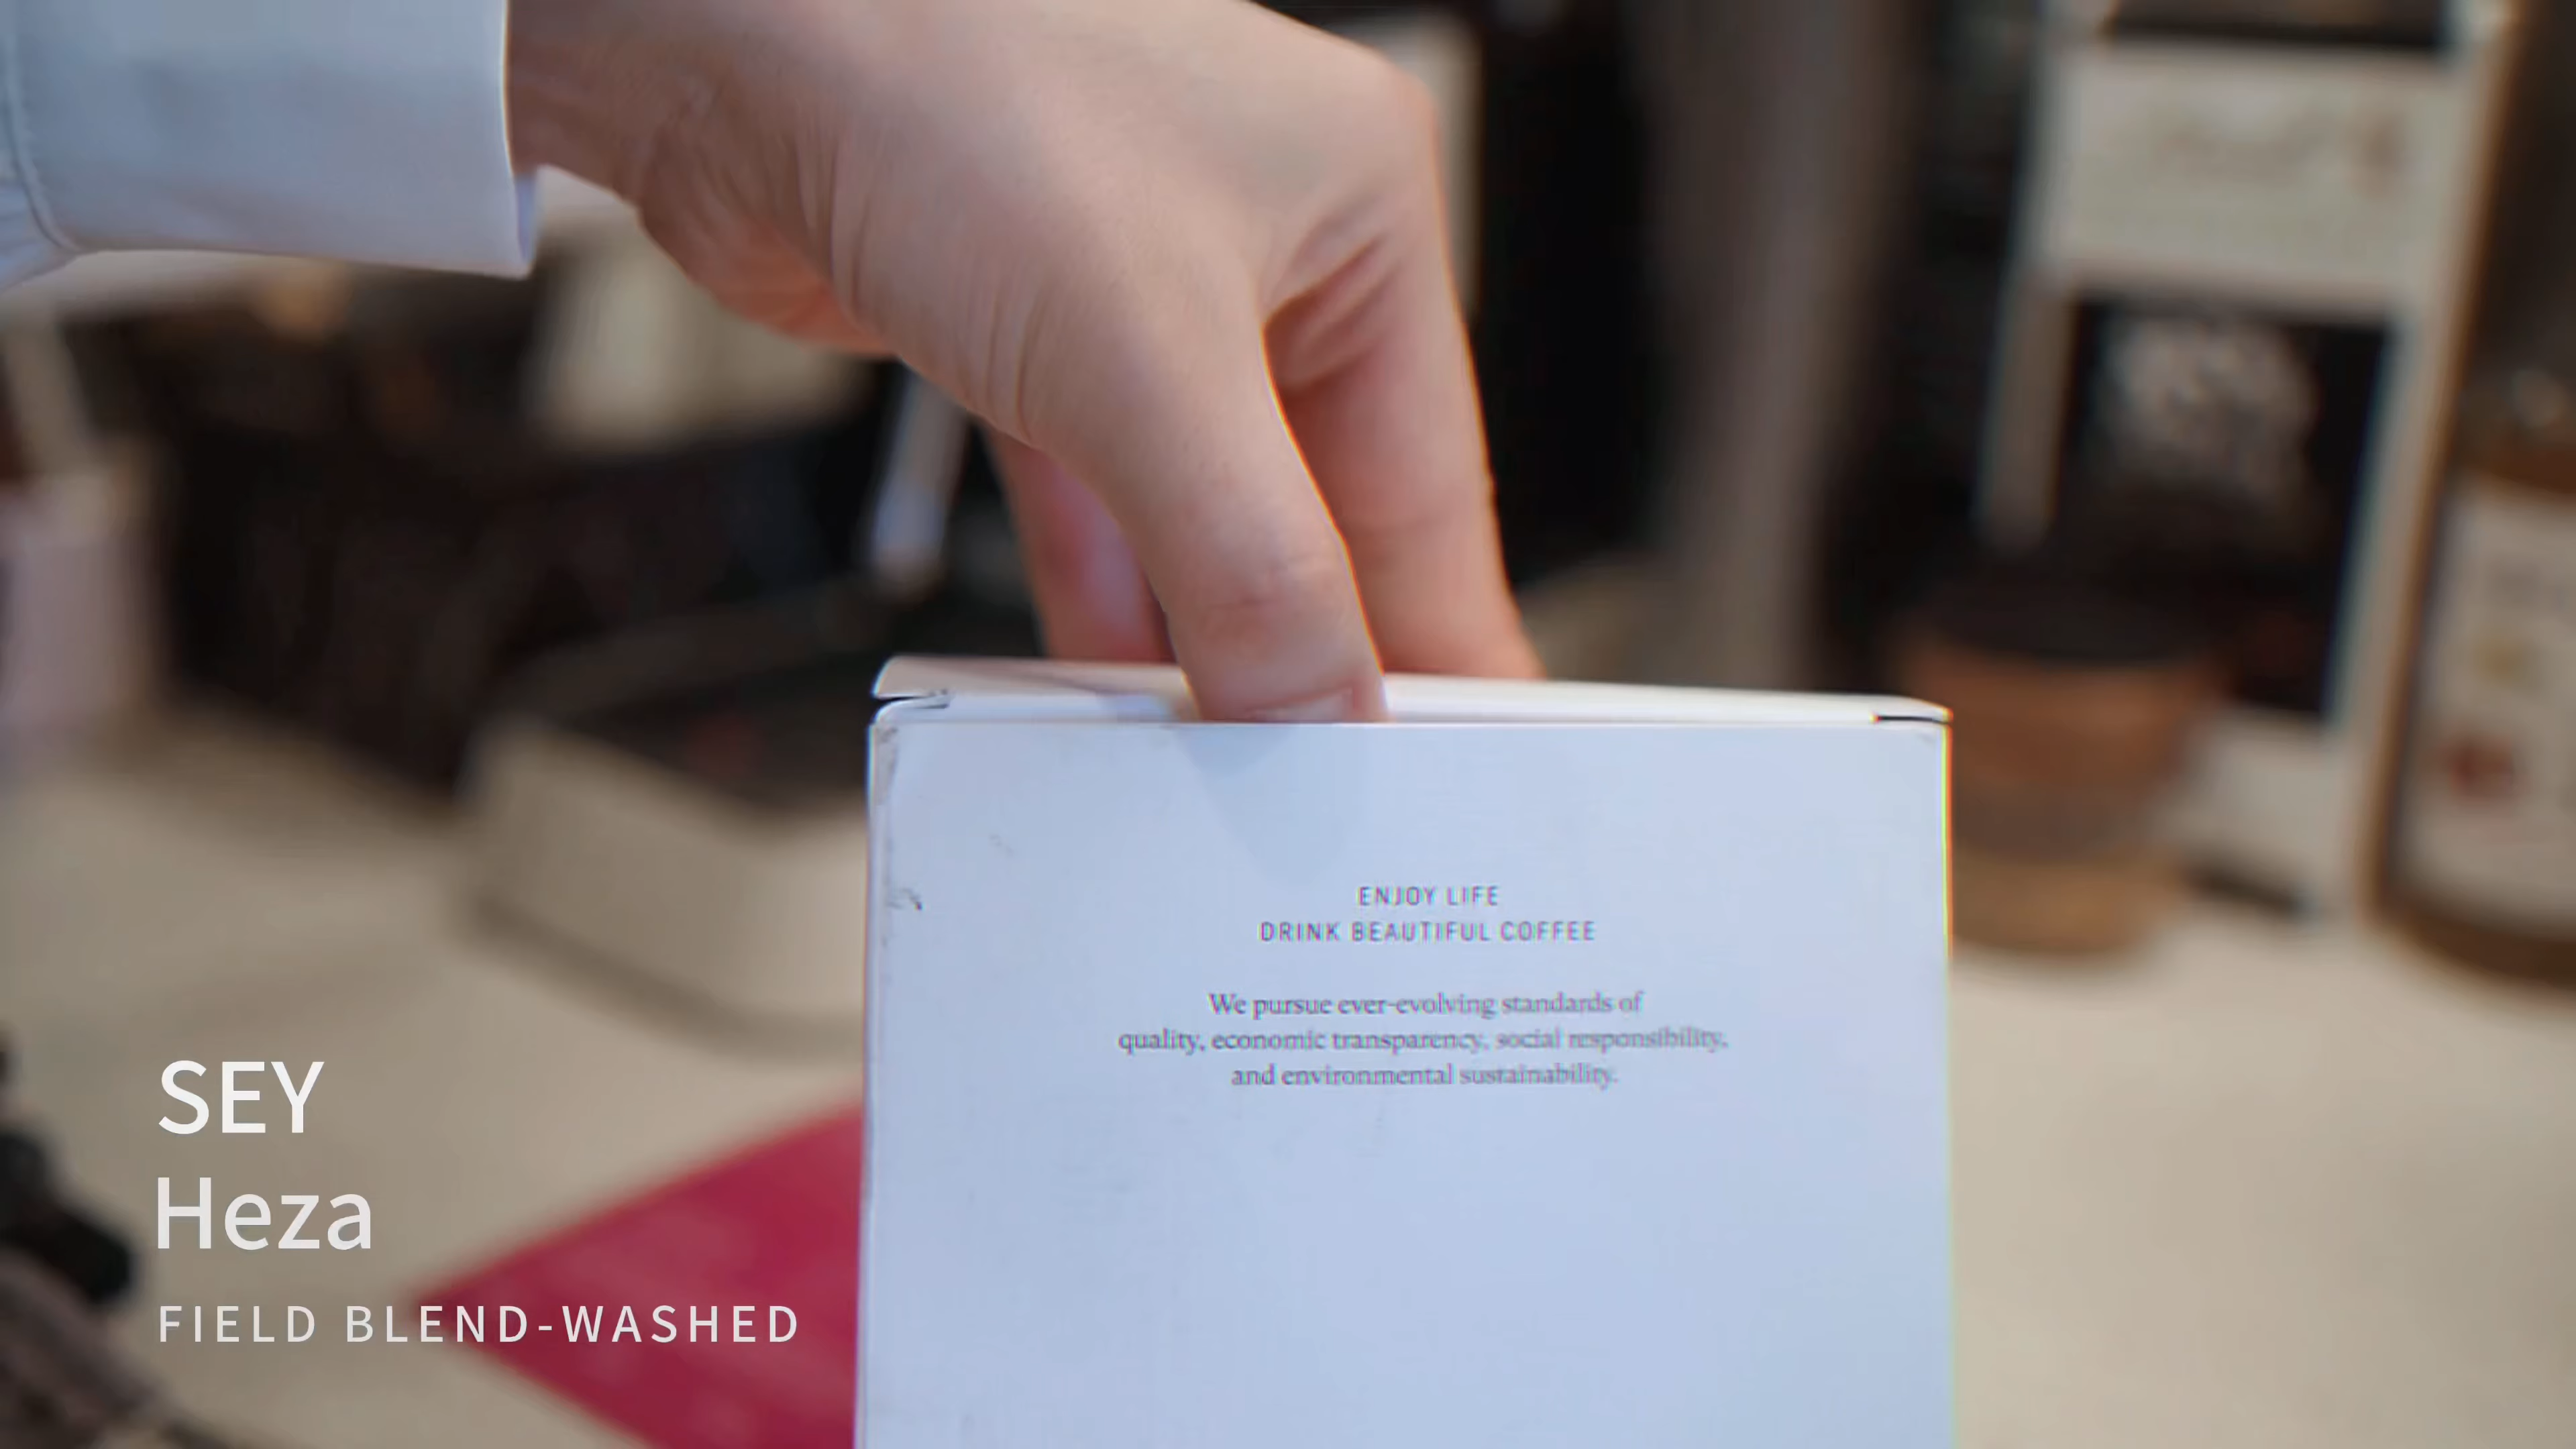 ENJOY LIFE
DRINK BEAUTIFUL COFFEE
We pursue ever-evolving standards of
quality, economic transparency, social responsibility,
and environmental sustainability.
SEY
Heza
FIELD BLEND-WASHED